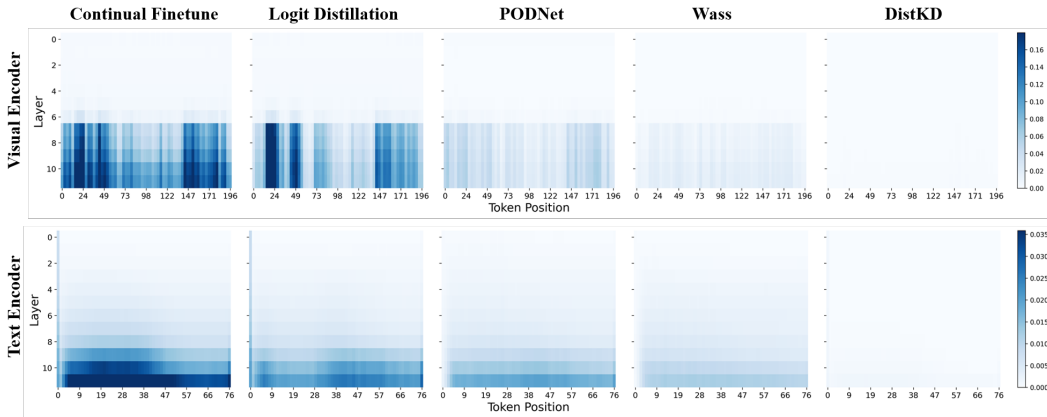 Continual Finetune Logit Distillation PODNet Wass DistKD
Visual Encoder
Layer
0
2
4
6
8
10
0 24 49 73 98 122 147 171 196
0 24 49 73 98 122 147 171 196
0 24 49 73 98 122 147 171 196
0 24 49 73 98 122 147 171 196
0 24 49 73 98 122 147 171 196
Token Position
0.16
0.14
0.12
0.10
0.08
0.06
0.04
0.02
0.00
Text Encoder
Layer
0
2
4
6
8
10
0 9 19 28 38 48 57 66 76
0 9 19 28 38 48 57 66 76
0 9 19 28 38 48 57 66 76
0 9 19 28 38 48 57 66 76
0 9 19 28 38 48 57 66 76
Token Position
0.035
0.030
0.025
0.020
0.015
0.010
0.005
0.000